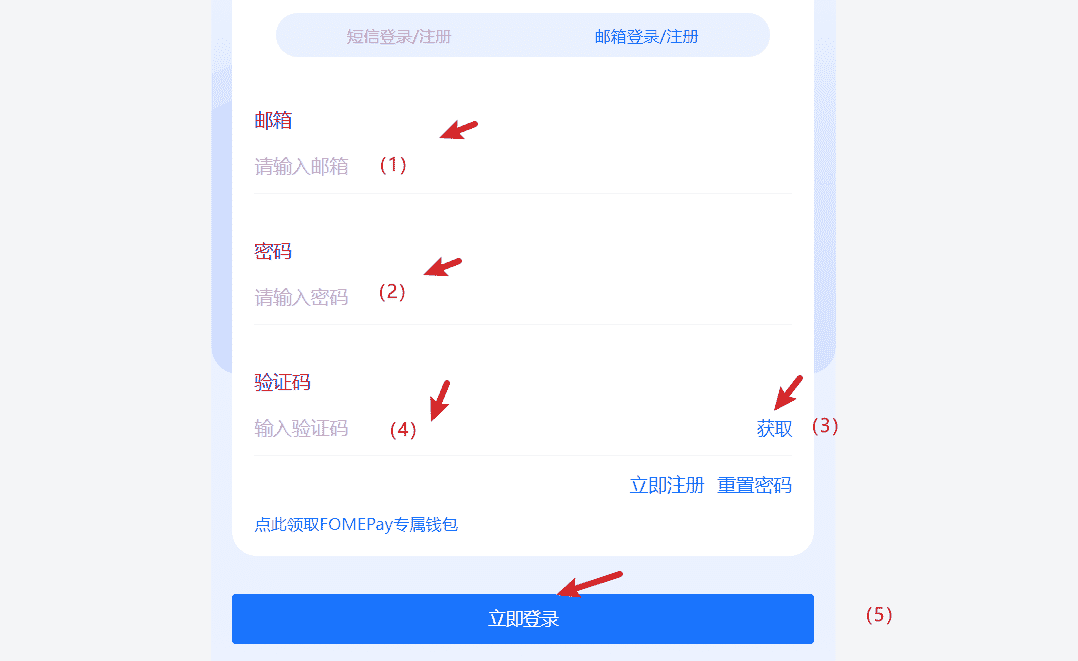 短信登录/注册 邮箱登录/注册
邮箱
请输入邮箱 (1)
密码
请输入密码 (2)
验证码
输入验证码 (4) 获取 (3)
立即注册 重置密码
点此领取FOMEPay专属钱包
立即登录 (5)